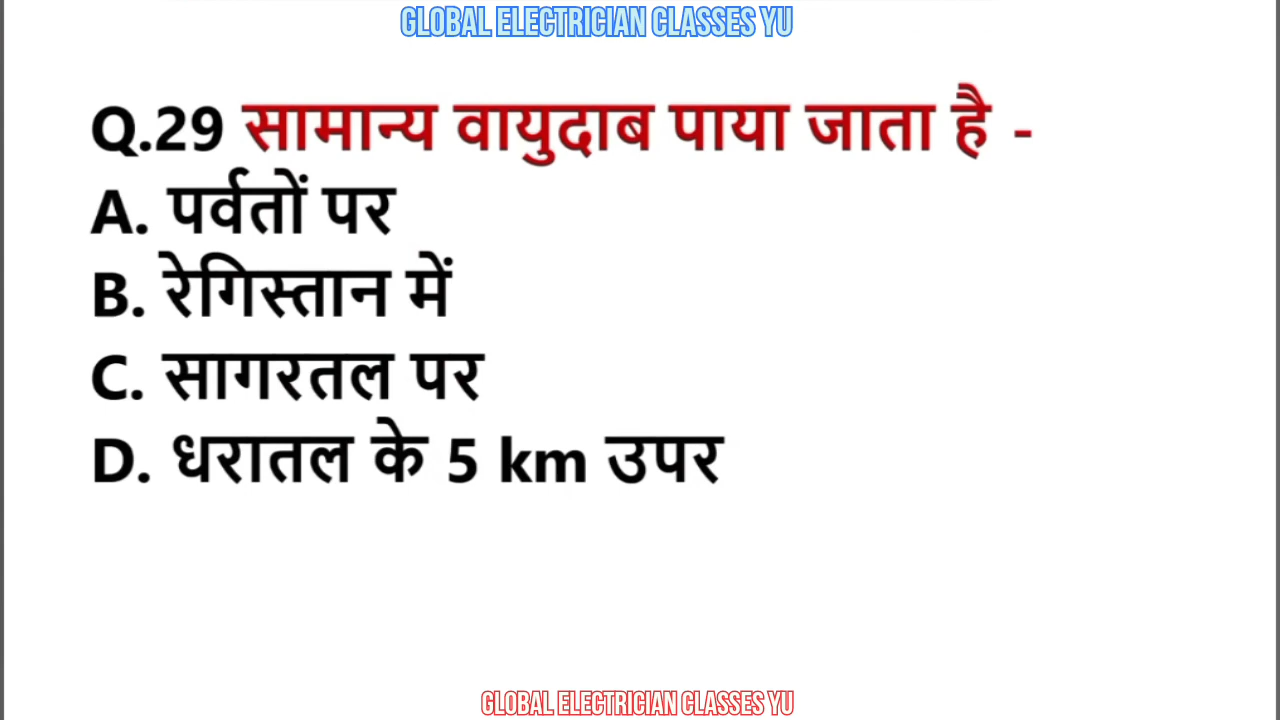 GLOBAL ELECTRICIAN CLASSES YU
Q.29 सामान्य वायुदाब पाया जाता है -
A. पर्वतों पर
B. रेगिस्तान में
C. सागरतल पर
D. धरातल के 5 km उपर
GLOBAL ELECTRICIAN CLASSES YU